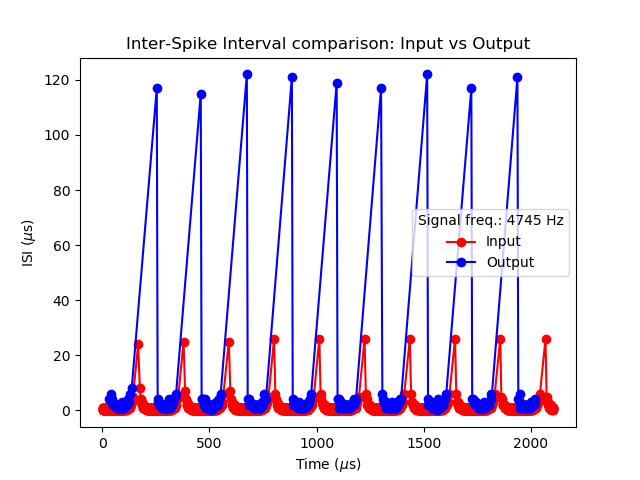 Inter-Spike Interval comparison: Input vs Output
ISI (μs)
120
100
80
60
40
20
0
Signal freq.: 4745 Hz
Input
Output
0 500 1000 1500 2000
Time (μs)